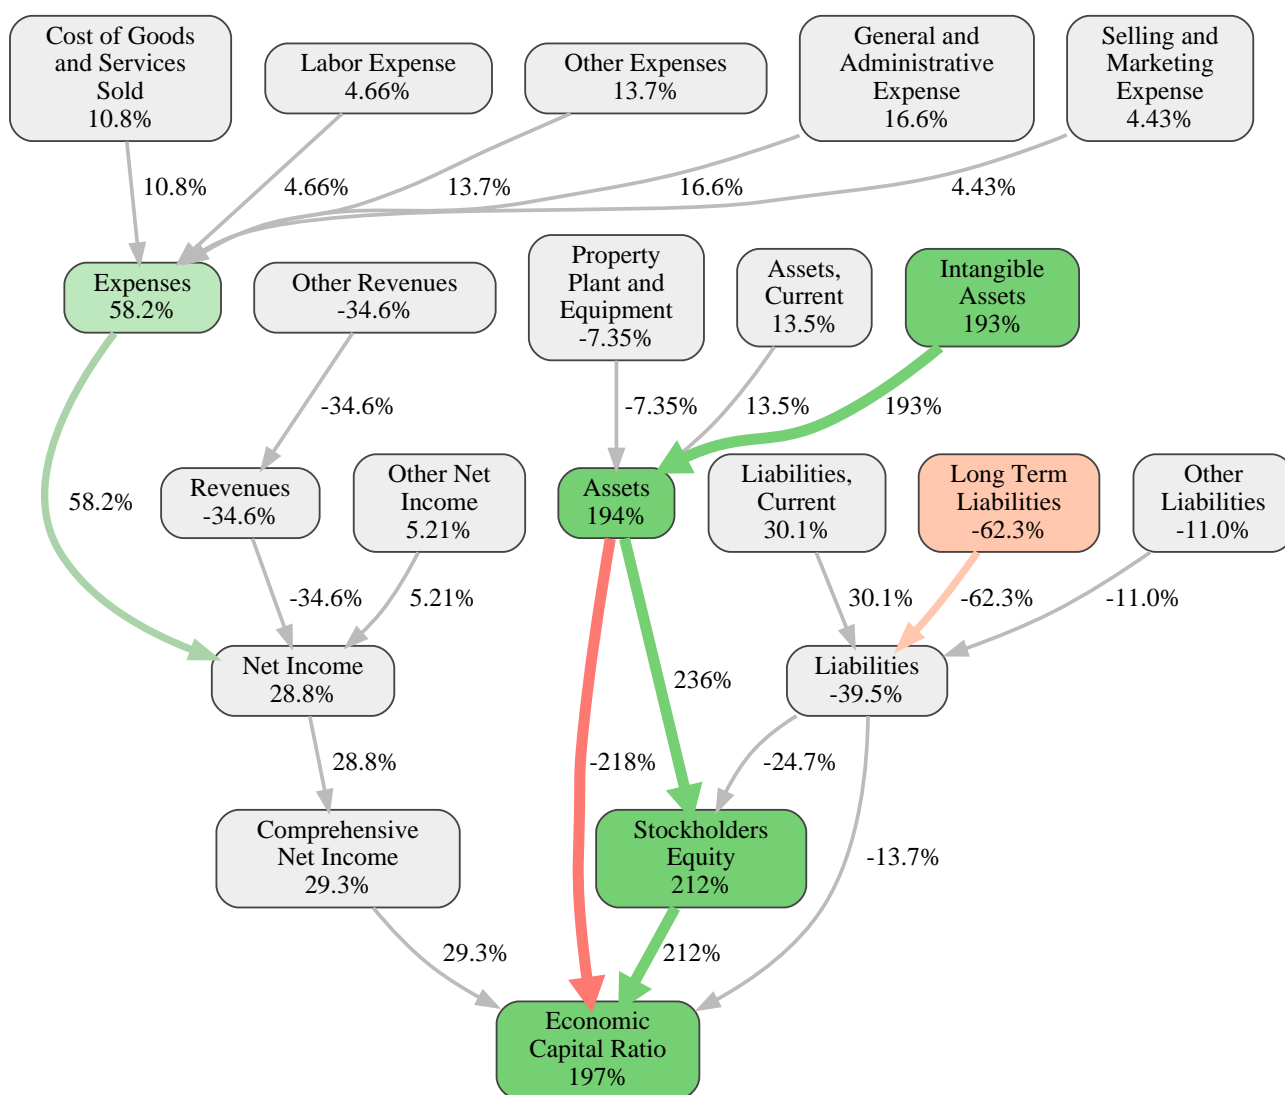 Cost of Goods
and Services
Sold
10.8%
Labor Expense
4.66%
Other Expenses
13.7%
General and
Administrative
Expense
16.6%
Selling and
Marketing
Expense
4.43%
10.8%
4.66%
13.7%
16.6%
4.43%
Expenses
58.2%
Other Revenues
-34.6%
Property
Plant and
Equipment
-7.35%
Assets,
Current
13.5%
Intangible
Assets
193%
-34.6%
-7.35%
13.5%
193%
58.2%
Revenues
-34.6%
Other Net
Income
5.21%
Assets
194%
Liabilities,
Current
30.1%
Long Term
Liabilities
-62.3%
Other
Liabilities
-11.0%
-34.6%
5.21%
30.1%
-62.3%
-11.0%
Net Income
28.8%
236%
Liabilities
-39.5%
28.8%
-218%
-24.7%
Comprehensive
Net Income
29.3%
Stockholders
Equity
212%
-13.7%
29.3%
212%
Economic
Capital Ratio
197%